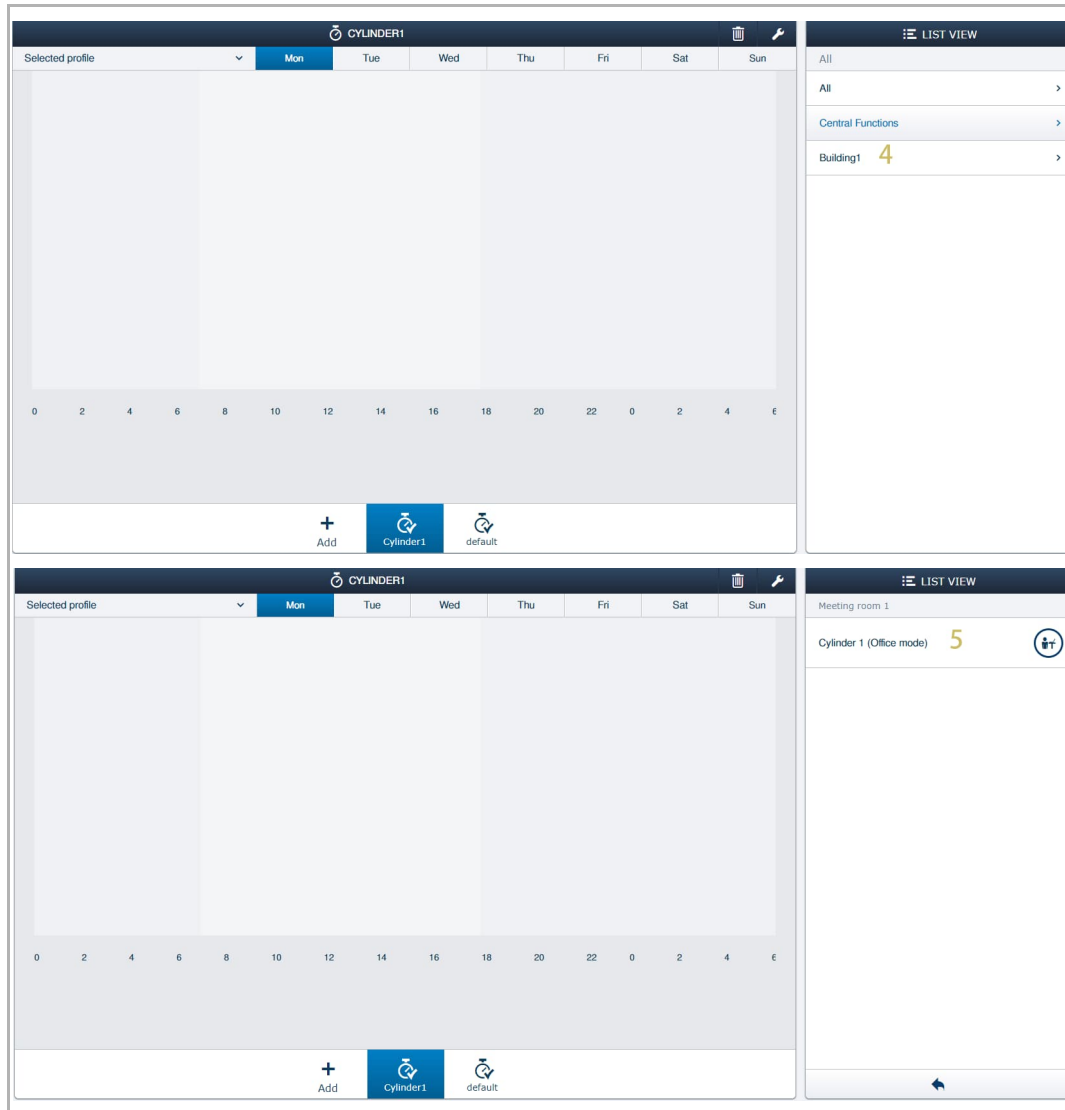 CYLINDER1
Selected profile Mon Tue Wed Thu Fri Sat Sun
0 2 4 6 8 10 12 14 16 18 20 22 0 2 4 6
Add Cylinder1 default
LIST VIEW
All
All
Central Functions
Building1 4
CYLINDER1
Selected profile Mon Tue Wed Thu Fri Sat Sun
0 2 4 6 8 10 12 14 16 18 20 22 0 2 4 6
Add Cylinder1 default
LIST VIEW
Meeting room 1
Cylinder 1 (Office mode) 5